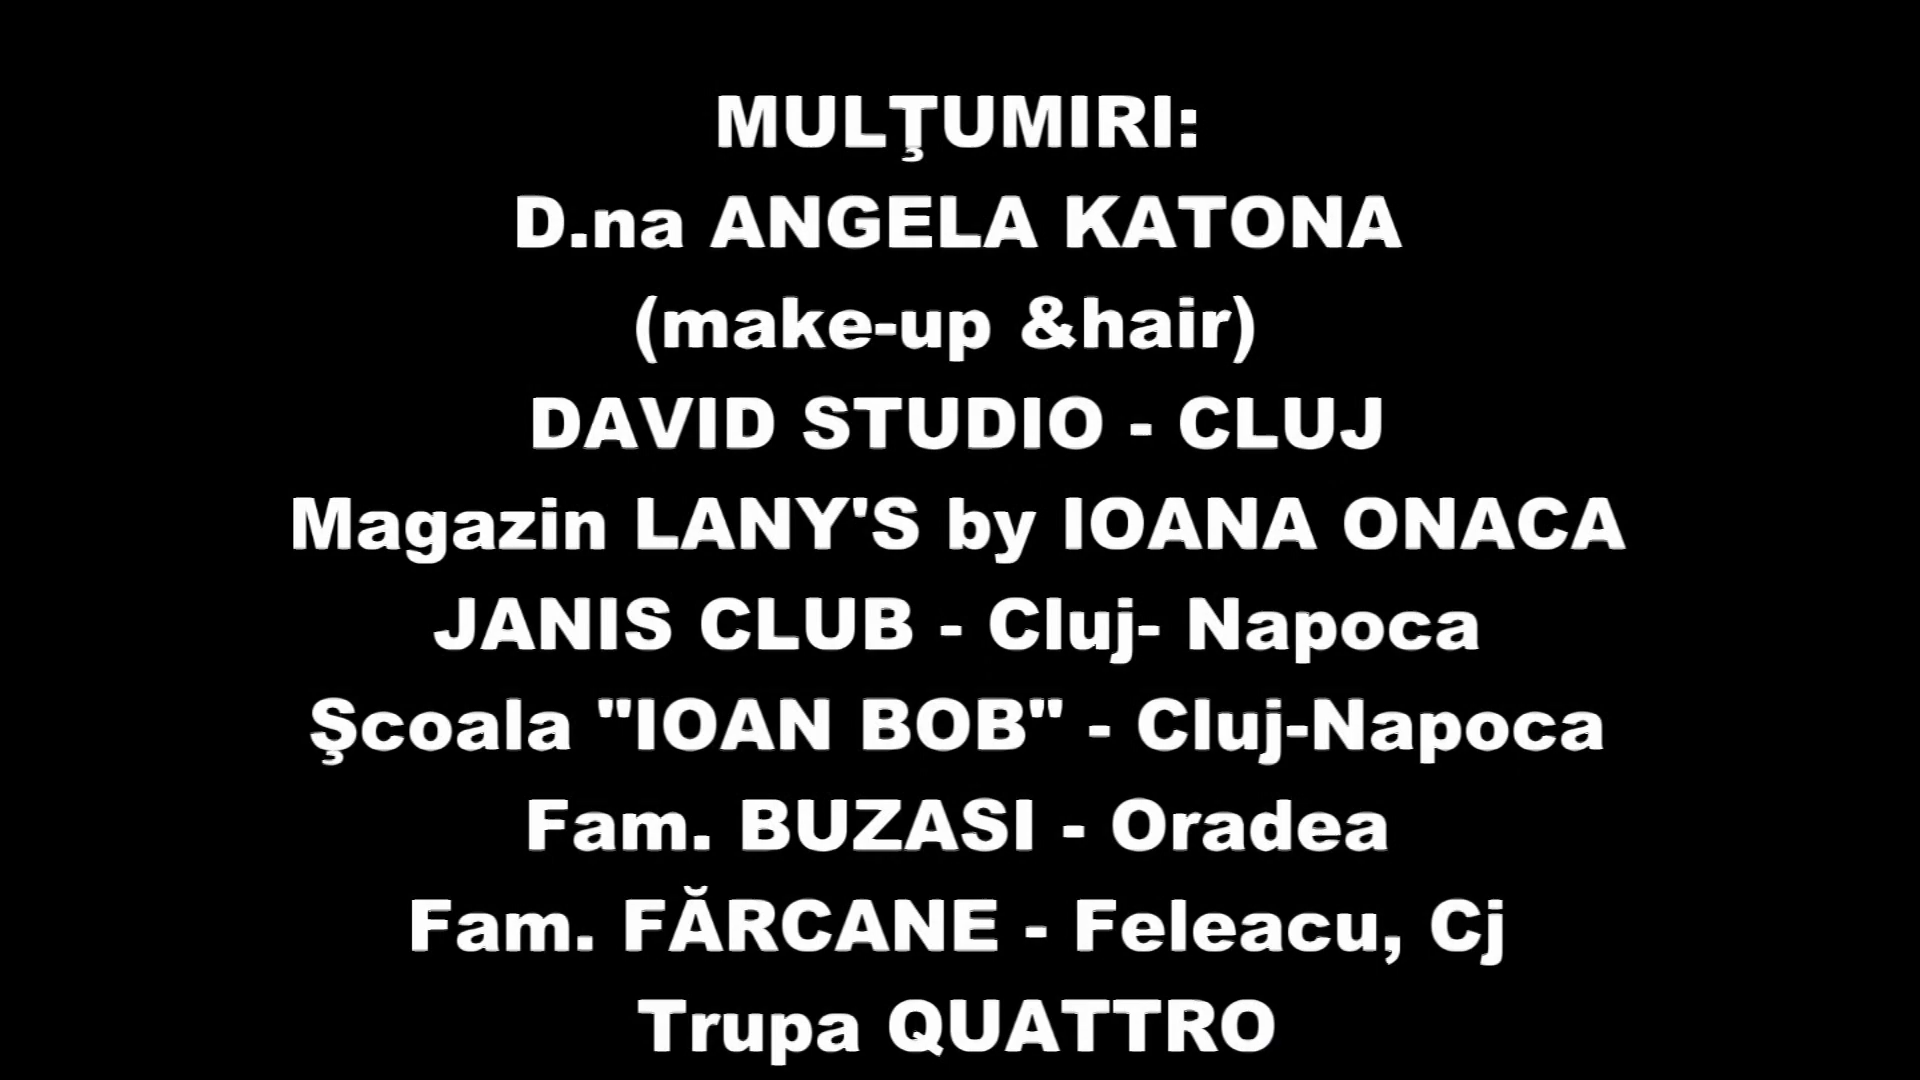 MULŢUMIRI:
D.na ANGELA KATONA
(make-up &hair)
DAVID STUDIO - CLUJ
Magazin LANY'S by IOANA ONACA
JANIS CLUB - Cluj- Napoca
Şcoala "IOAN BOB" - Cluj-Napoca
Fam. BUZASI - Oradea
Fam. FĂRCANE - Feleacu, Cj
Trupa QUATTRO